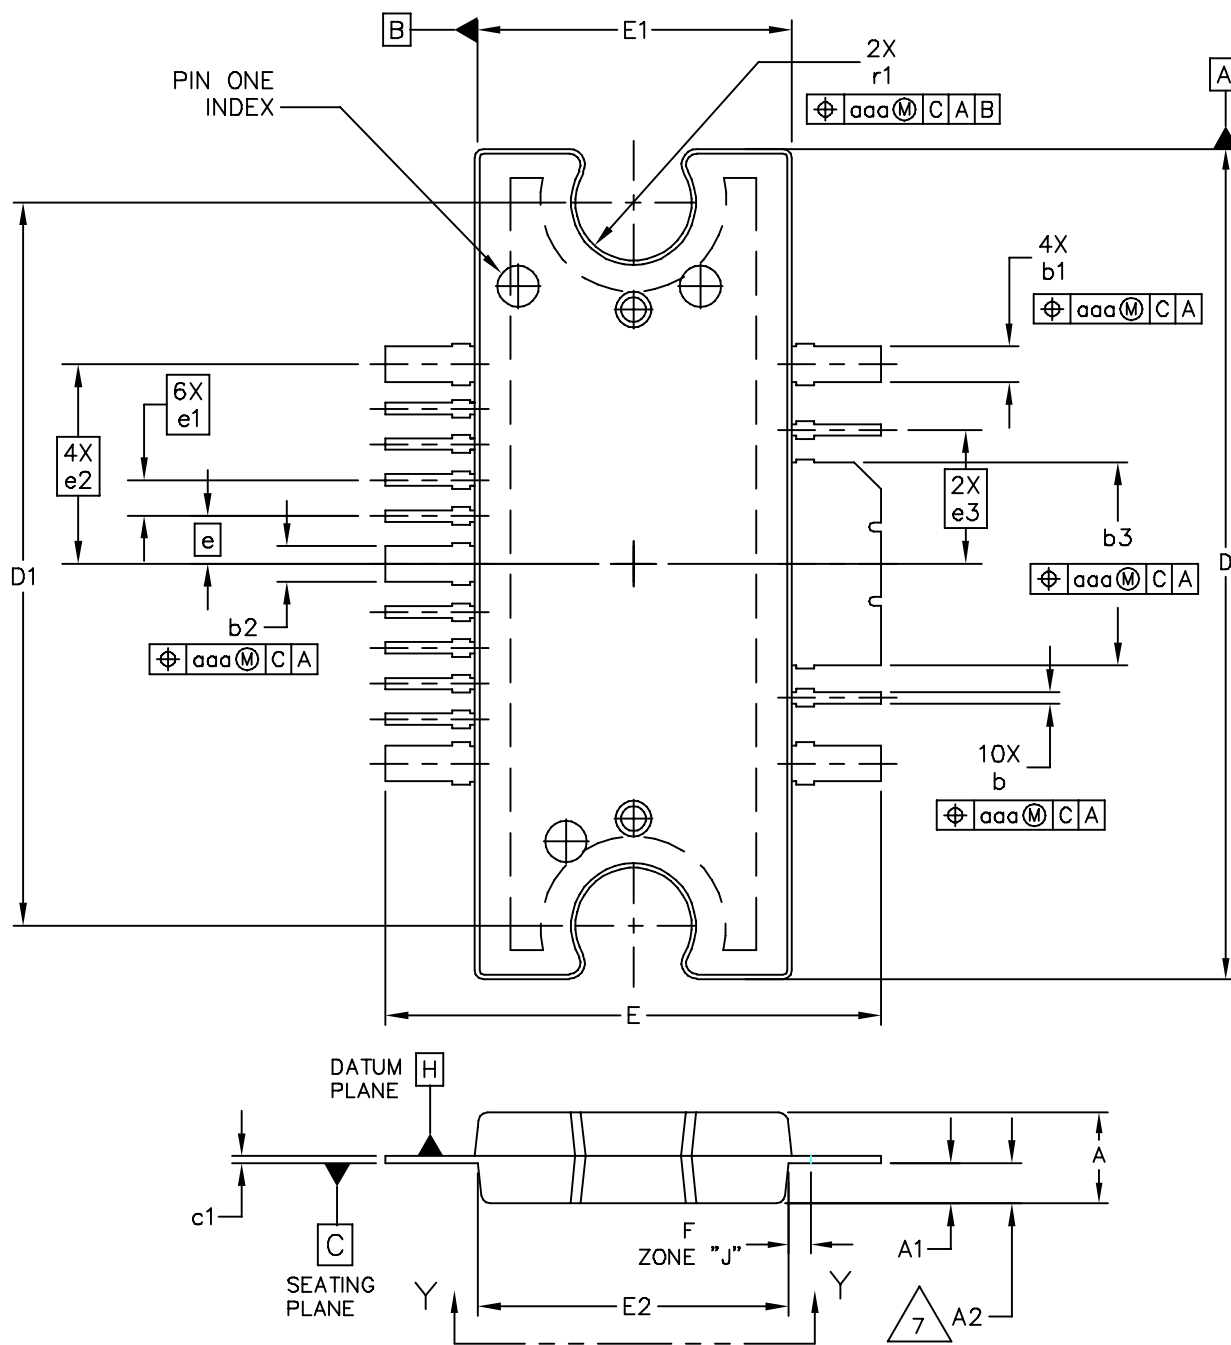 B
E1
2X
r1
⌖ aaa Ⓜ C A B
A
PIN ONE
INDEX
4X
b1
⌖ aaa Ⓜ C A
6X
e1
4X
e2
e
2X
e3
b3
⌖ aaa Ⓜ C A
D1
D
b2
⌖ aaa Ⓜ C A
10X
b
⌖ aaa Ⓜ C A
E
DATUM
PLANE
H
A
c1
C
SEATING
PLANE
F
ZONE "J"
A1
Y
Y
E2
7
A2